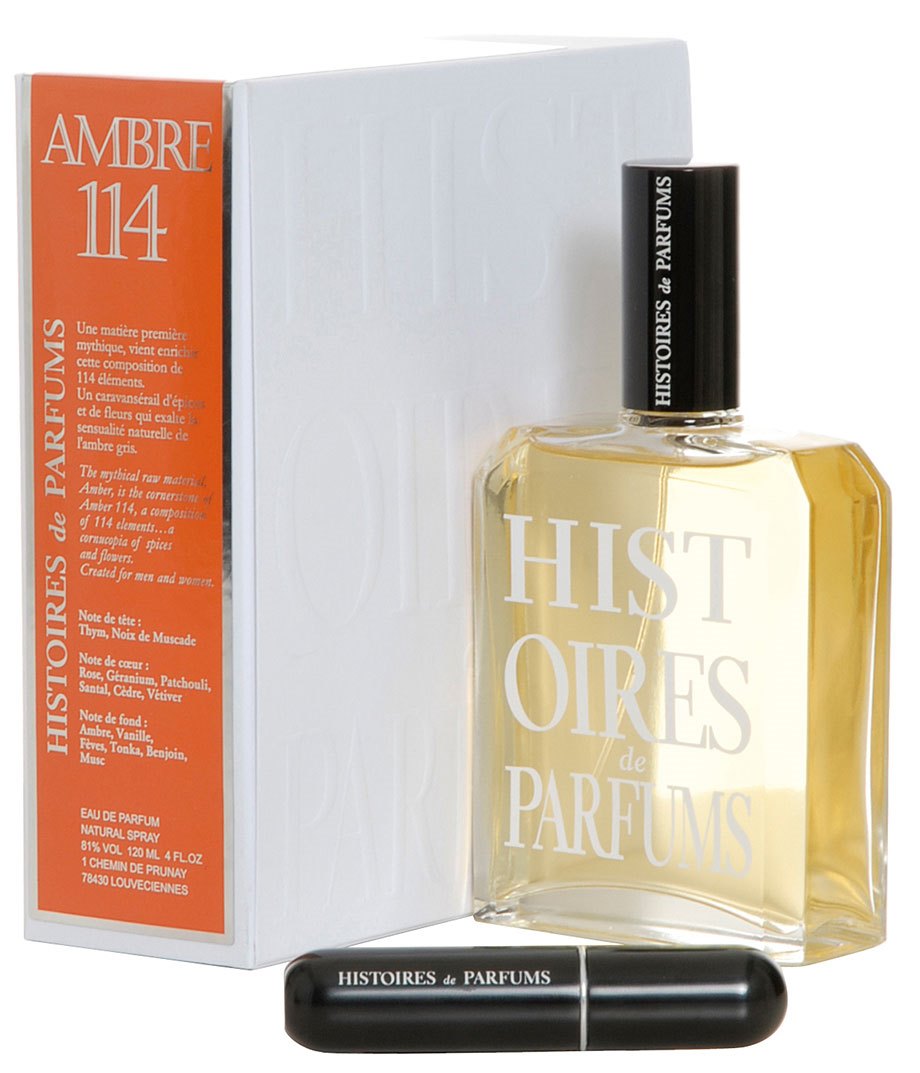 AMBRE
114
HISTOIRES de PARFUMS
Une matière première
mythique, vient enrichir
cette composition de
114 éléments.
Un caravansérail d'épices
et de fleurs qui exalte la
sensualité naturelle de
l'ambre gris.
The mythical raw material,
Amber, is the cornerstone of
Amber 114, a composition
of 114 elements...a
cornucopia of spices
and flowers.
Created for men and women.
Note de tête :
Thym, Noix de Muscade
Note de cœur :
Rose, Géranium, Patchouli,
Santal, Cèdre, Vétiver
Note de fond :
Ambre, Vanille,
Fèves, Tonka, Benjoin,
Musc
EAU DE PARFUM
NATURAL SPRAY
81% VOL 120 ML 4 FL.OZ
1 CHEMIN DE PRUNAY
78430 LOUVECIENNES
HIST
OIRE
PAR
HISTOIRES de PARFUMS
HIST
OIRES
de
PARFUMS
HISTOIRES de PARFUMS